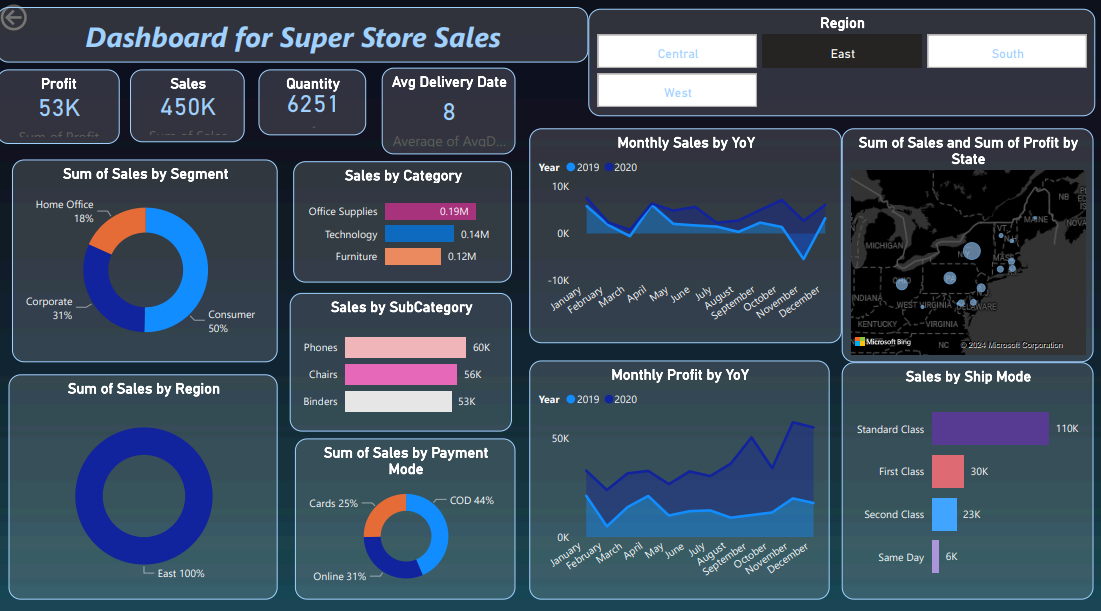 Dashboard for Super Store Sales
Region
Central
East
South
West
Profit
53K
Sum of Profit
Sales
450K
Sum of Sales
Quantity
6251
Avg Delivery Date
8
Average of AvgD...
Sum of Sales by Segment
Home Office
18%
Corporate
31%
Consumer
50%
Sales by Category
Office Supplies
0.19M
Technology
0.14M
Furniture
0.12M
Sales by SubCategory
Phones
60K
Chairs
56K
Binders
53K
Sum of Sales by Region
East 100%
Sum of Sales by Payment
Mode
Cards 25%
COD 44%
Online 31%
Monthly Sales by YoY
Year 2019 2020
10K
0K
-10K
January
February
March
April
May
June
July
August
September
October
November
December
Monthly Profit by YoY
Year 2019 2020
50K
0K
January
February
March
April
May
June
July
August
September
October
November
December
Sum of Sales and Sum of Profit by
State
NB
MAINE
VT.
MICHIGAN
MASS
PA
INDIANA
WEST VIRGINIA
DELAWARE
KENTUCKY
VIRGINIA
NC
Microsoft Bing
© 2024 Microsoft Corporation
Sales by Ship Mode
Standard Class
110K
First Class
30K
Second Class
23K
Same Day
6K